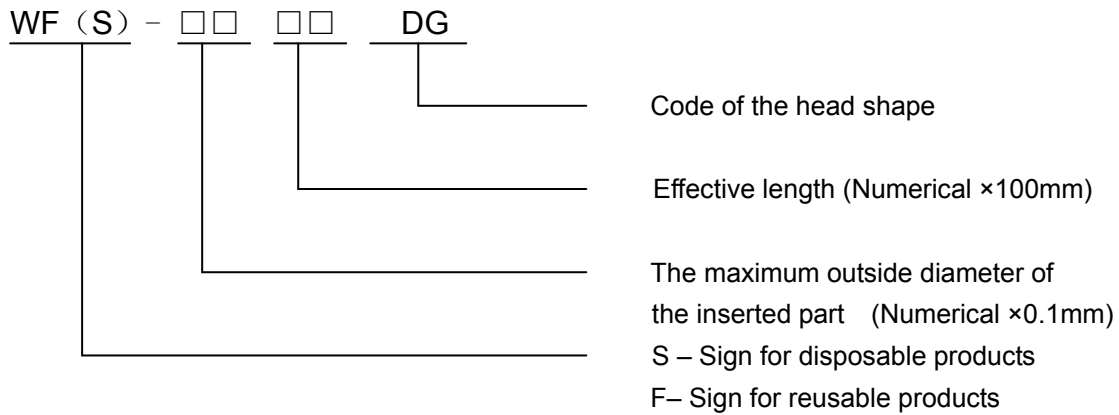 WF（S）－ □□ □□ DG
Code of the head shape
Effective length (Numerical ×100mm)
The maximum outside diameter of
the inserted part (Numerical ×0.1mm)
S – Sign for disposable products
F– Sign for reusable products